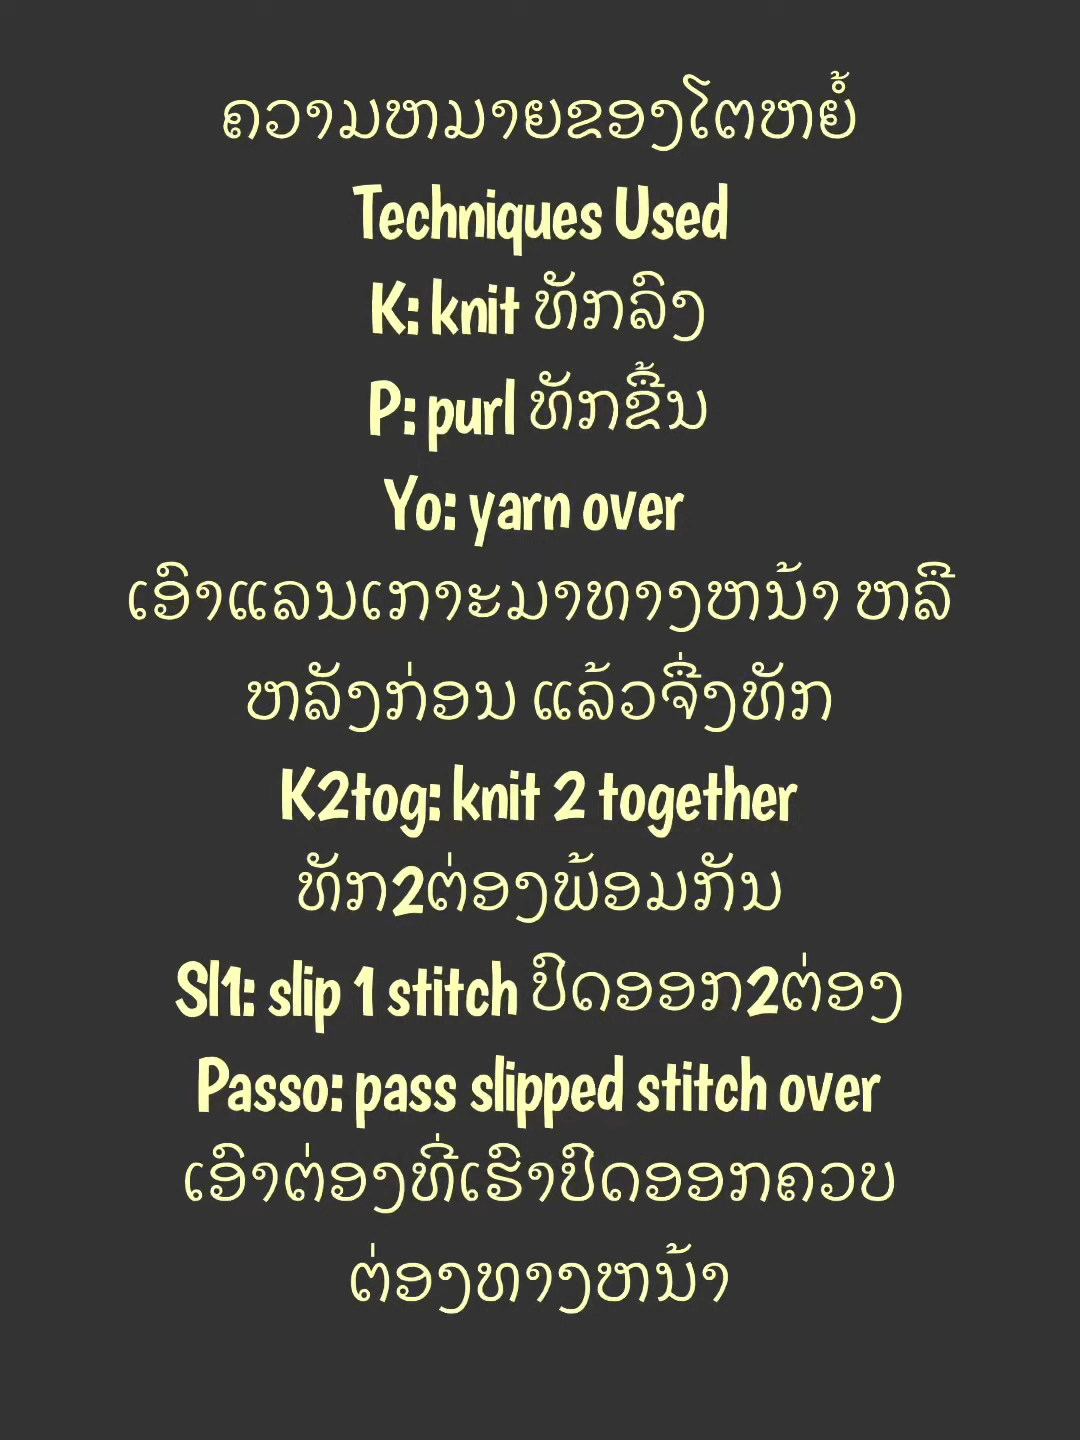 ຄວາມຫມາຍຂອງໂຕຫຍໍ້
Techniques Used
K: knit ທັກລົງ
P: purl ທັກຂຶ້ນ
Yo: yarn over
ເອົາແລນເກາະມາທາງຫນ້າ ຫລື
ຫລັງກ່ອນ ແລ້ວຈື່ງທັກ
K2tog: knit 2 together
ທັກ2ຕ່ອງພ້ອມກັນ
Sl1: slip 1 stitch ປົດອອກ2ຕ່ອງ
Passo: pass slipped stitch over
ເອົາຕ່ອງທີ່ເຮົາປົດອອກຄວບ
ຕ່ອງທາງຫນ້າ